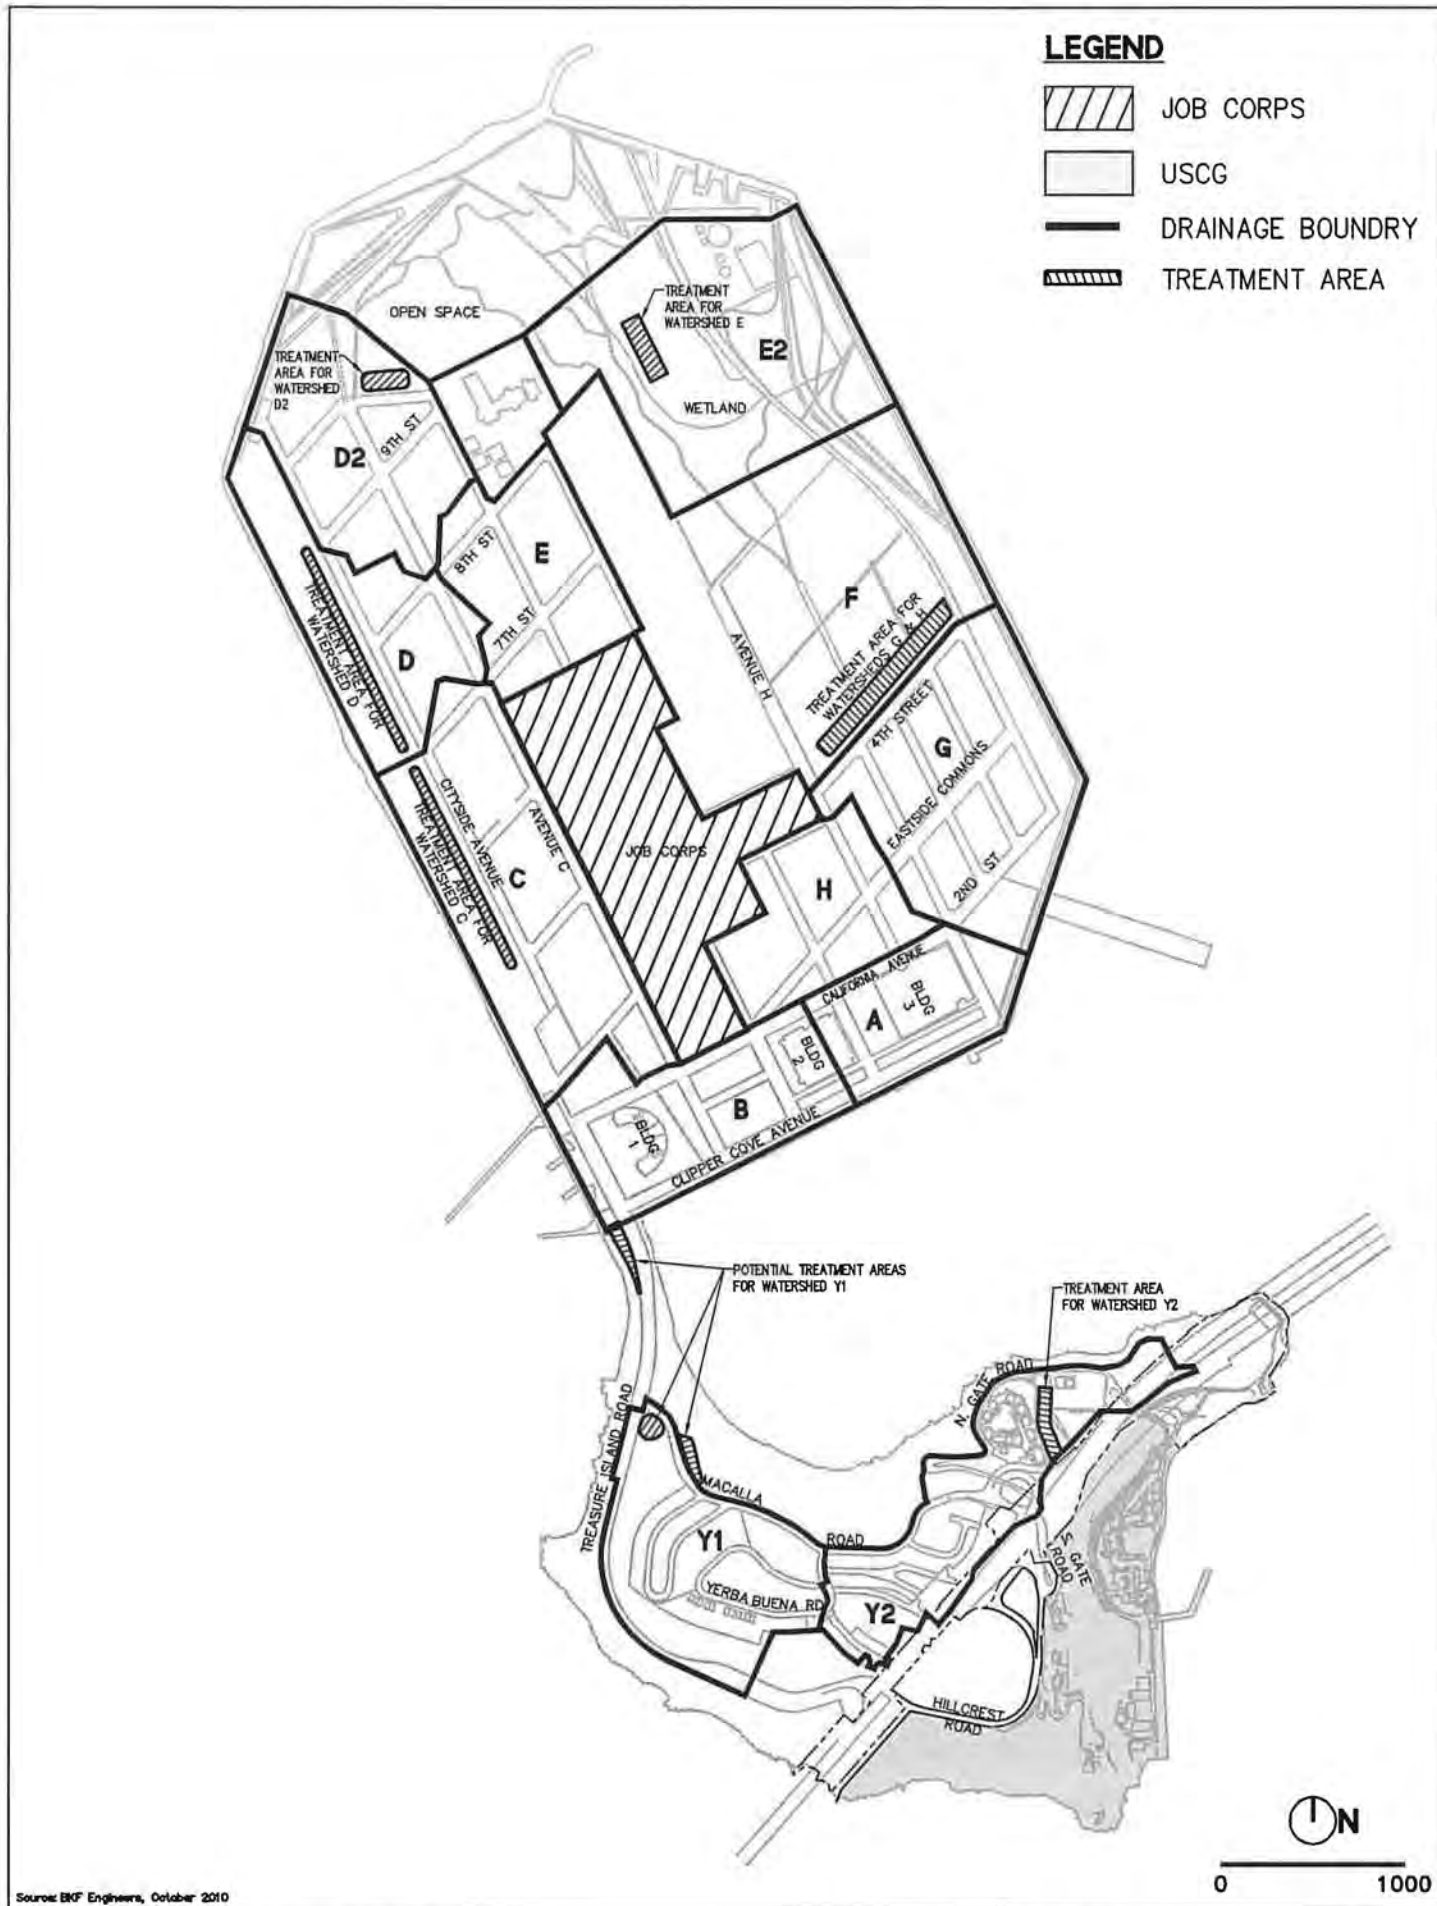 LEGEND
JOB CORPS
USCG
DRAINAGE BOUNDRY
TREATMENT AREA
OPEN SPACE
TREATMENT
AREA FOR
WATERSHED E
E2
WETLAND
TREATMENT
AREA FOR
WATERSHED
D2
D2
9TH ST
8TH ST
E
7TH ST
F
AVENUE H
TREATMENT AREA FOR
WATERSHEDS G & H
TREATMENT AREA FOR
WATERSHED D
D
4TH STREET
G
EASTSIDE COMMONS
2ND ST
CITYSIDE AVENUE
AVENUE C
TREATMENT AREA FOR
WATERSHED C
C
JOB CORPS
H
CALIFORNIA AVENUE
A
BLDG
3
BLDG
2
B
BLDG
1
CLIPPER COVE AVENUE
POTENTIAL TREATMENT AREAS
FOR WATERSHED Y1
TREATMENT AREA
FOR WATERSHED Y2
N. GATE ROAD
TREASURE ISLAND ROAD
MACALLA
ROAD
Y1
YERBA BUENA RD
Y2
S. GATE
ROAD
HILLCREST
ROAD
N
0 1000
Source: BKF Engineers, October 2010